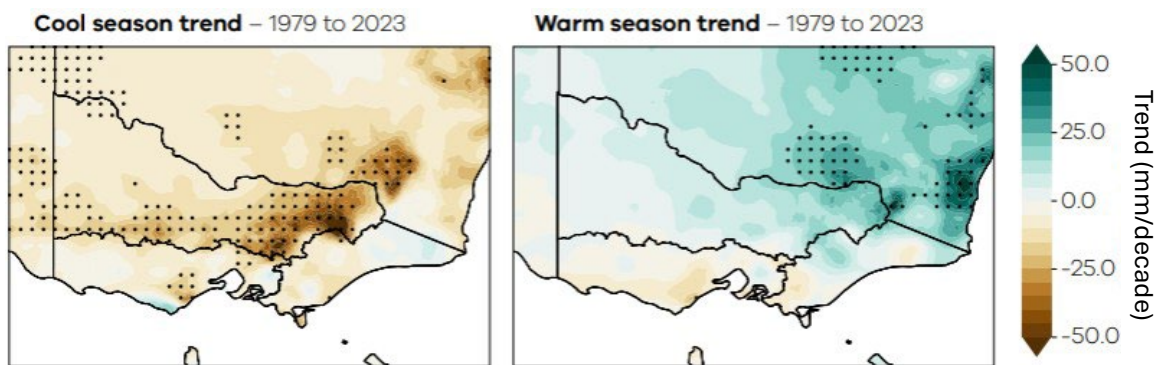 Cool season trend – 1979 to 2023
Warm season trend – 1979 to 2023
50.0
25.0
0.0
-25.0
-50.0
Trend (mm/decade)